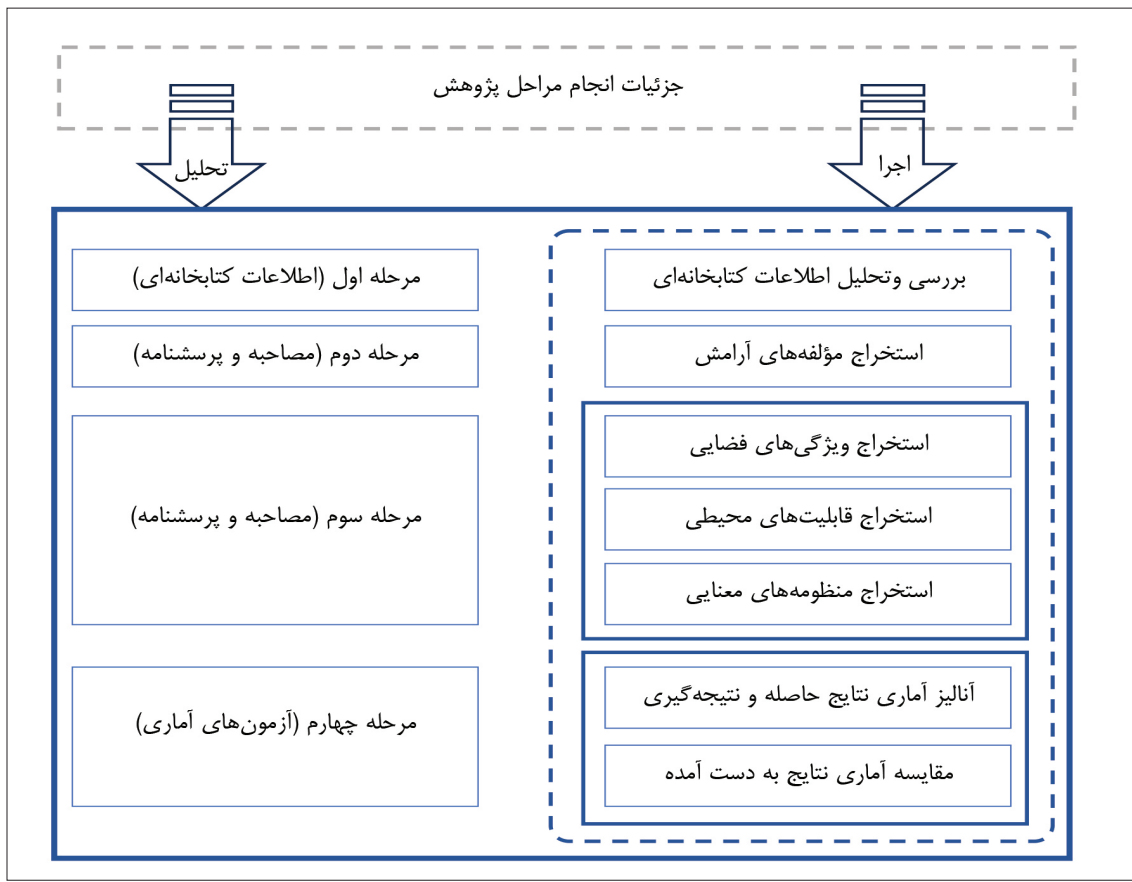 جزئیات انجام مراحل پژوهش
اجرا
تحلیل
بررسی وتحلیل اطلاعات کتابخانه‌ای
مرحله اول (اطلاعات کتابخانه‌ای)
استخراج مؤلفه‌های آرامش
مرحله دوم (مصاحبه و پرسشنامه)
استخراج ویژگی‌های فضایی
استخراج قابلیت‌های محیطی
مرحله سوم (مصاحبه و پرسشنامه)
استخراج منظومه‌های معنایی
آنالیز آماری نتایج حاصله و نتیجه‌گیری
مرحله چهارم (آزمون‌های آماری)
مقایسه آماری نتایج به دست آمده